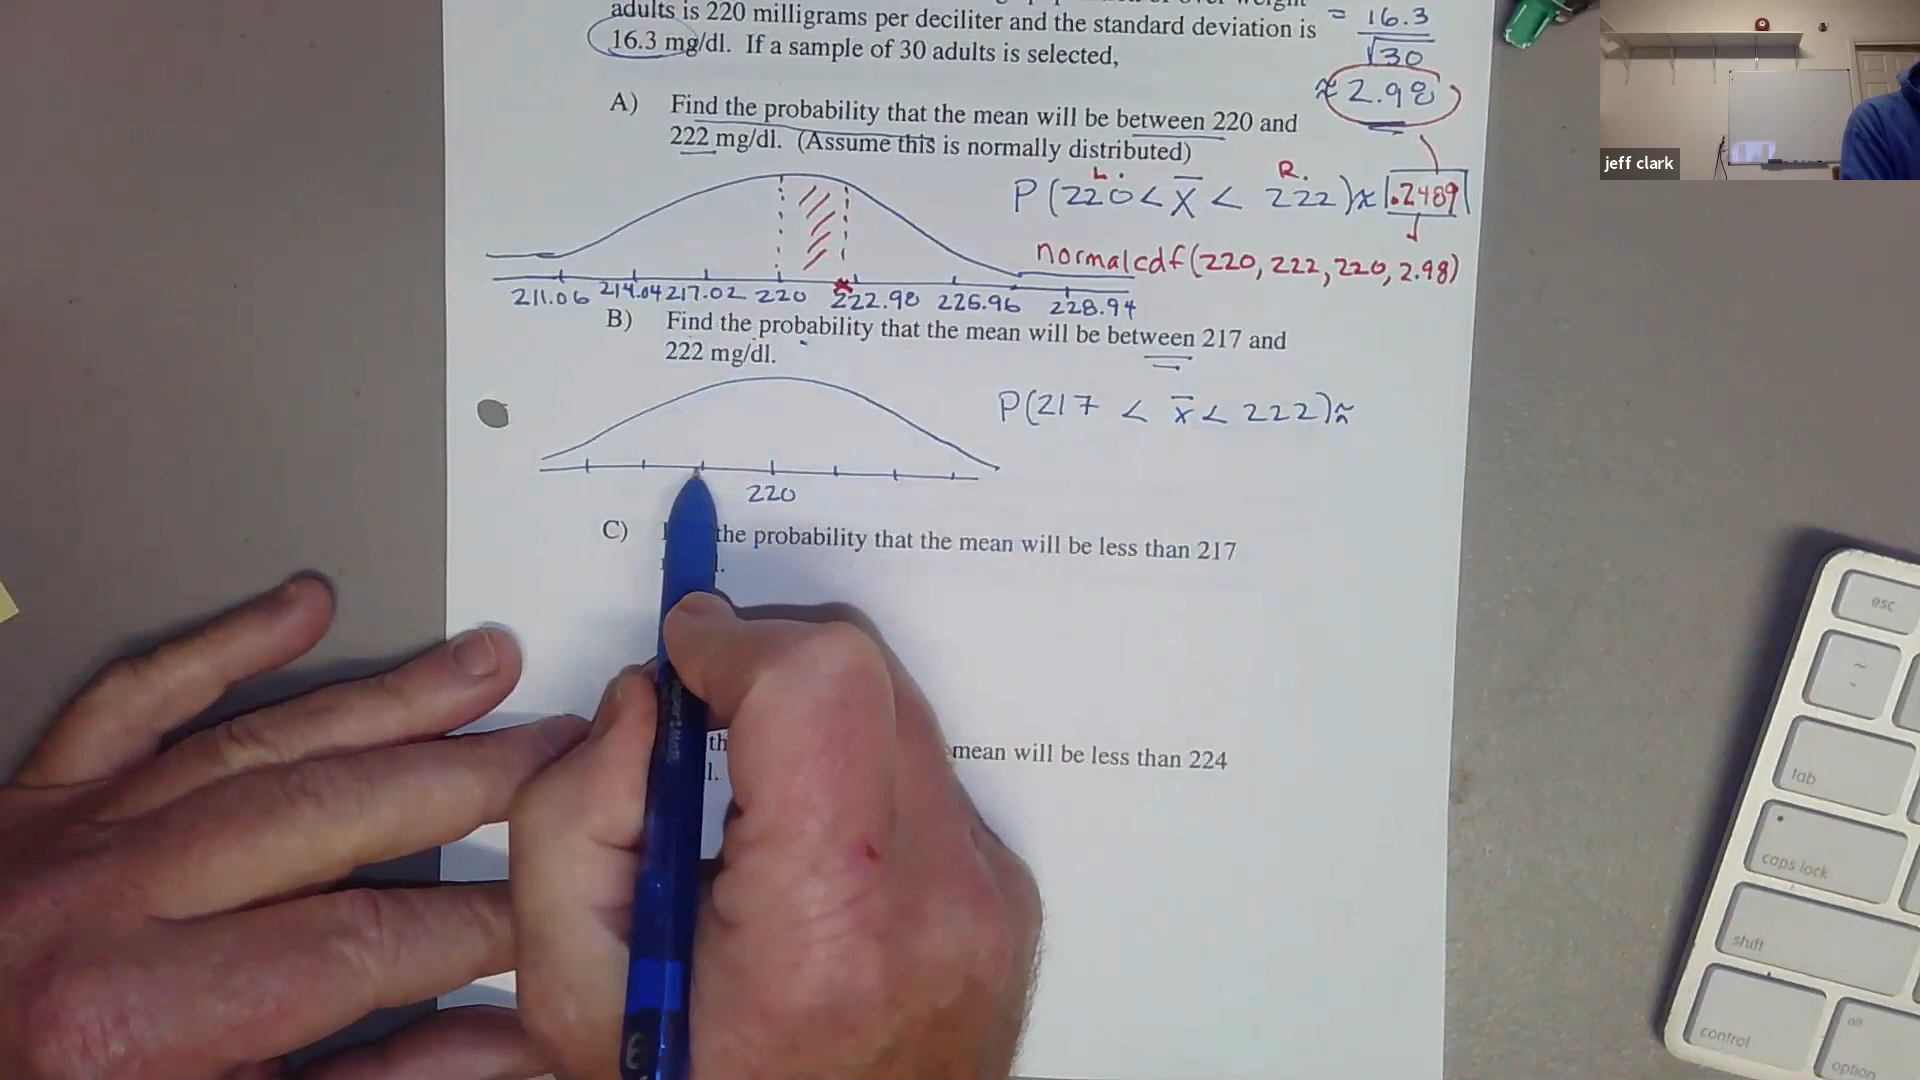 adults is 220 milligrams per deciliter and the standard deviation is
16.3 mg/dl. If a sample of 30 adults is selected,
= 16.3
√30
≈ 2.98
A) Find the probability that the mean will be between 220 and
222 mg/dl. (Assume this is normally distributed)
L. R.
P(220 < x̄ < 222) ≈ .2489
normalcdf(220, 222, 220, 2.98)
211.06 214.04 217.02 220 222.98 226.96 228.94
B) Find the probability that the mean will be between 217 and
222 mg/dl.
P(217 < x̄ < 222) ≈
220
C) the probability that the mean will be less than 217
mean will be less than 224
jeff clark
esc
~
tab
caps lock
shift
control
alt
option